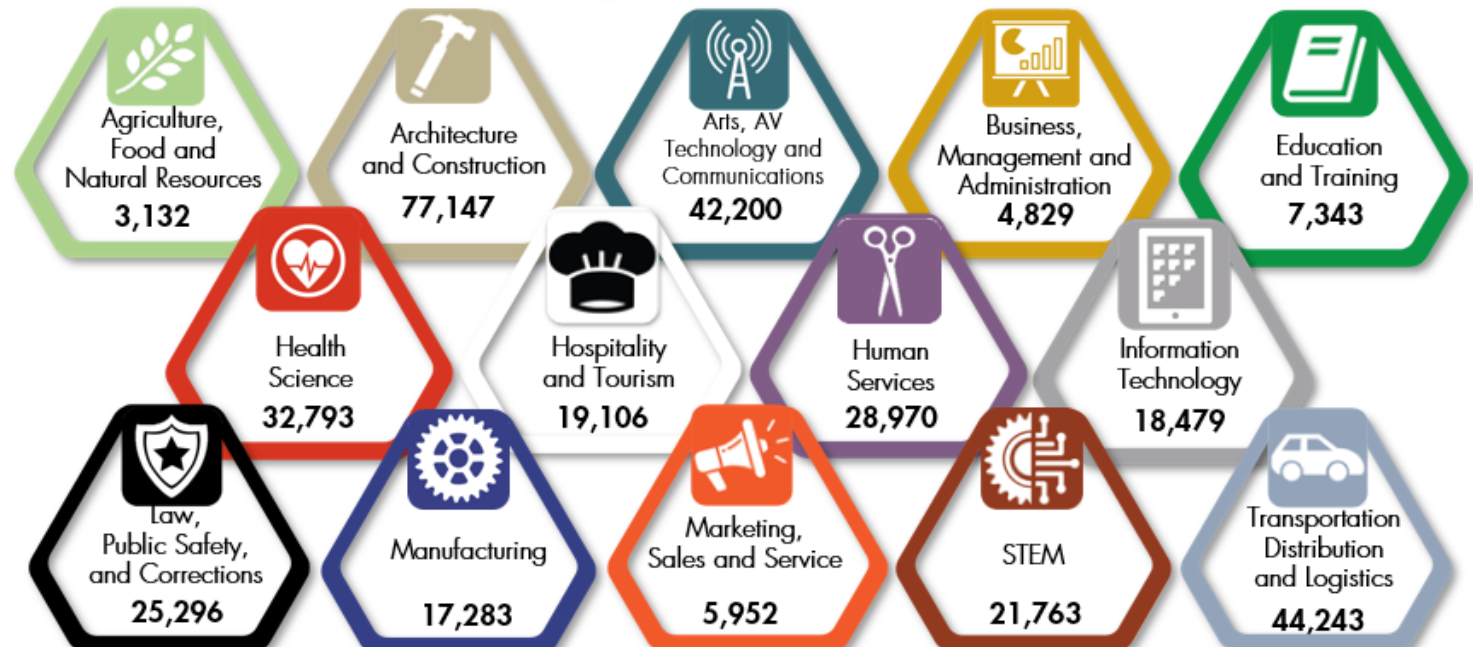 Agriculture,
Food and
Natural Resources
3,132
Architecture
and Construction
77,147
Arts, AV
Technology and
Communications
42,200
Business,
Management and
Administration
4,829
Education
and Training
7,343
Health
Science
32,793
Hospitality
and Tourism
19,106
Human
Services
28,970
Information
Technology
18,479
Law,
Public Safety,
and Corrections
25,296
Manufacturing
17,283
Marketing,
Sales and Service
5,952
STEM
21,763
Transportation
Distribution
and Logistics
44,243